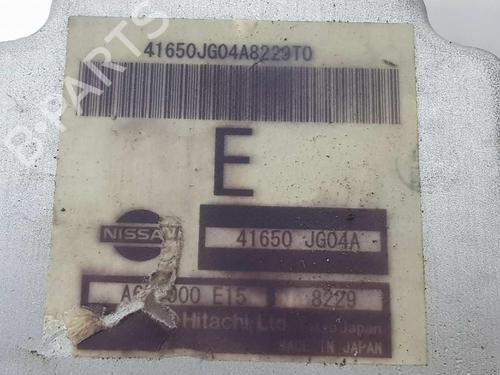 41650JG04A8229T0
E
NISSAN
41650 JG04A
000 E15
8229
Hitachi, Ltd. Japan
MADE IN JAPAN
B-PARTS